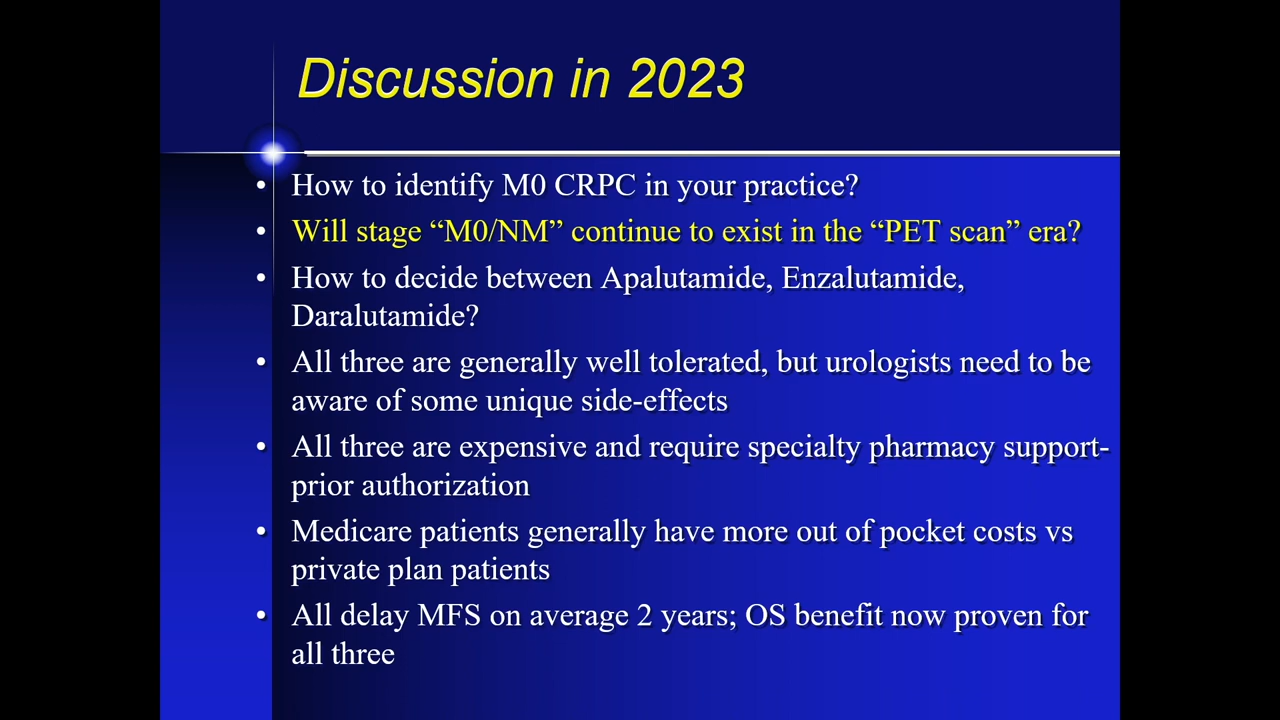 Discussion in 2023
• How to identify M0 CRPC in your practice?
• Will stage “M0/NM” continue to exist in the “PET scan” era?
• How to decide between Apalutamide, Enzalutamide,
Daralutamide?
• All three are generally well tolerated, but urologists need to be
aware of some unique side-effects
• All three are expensive and require specialty pharmacy support-
prior authorization
• Medicare patients generally have more out of pocket costs vs
private plan patients
• All delay MFS on average 2 years; OS benefit now proven for
all three